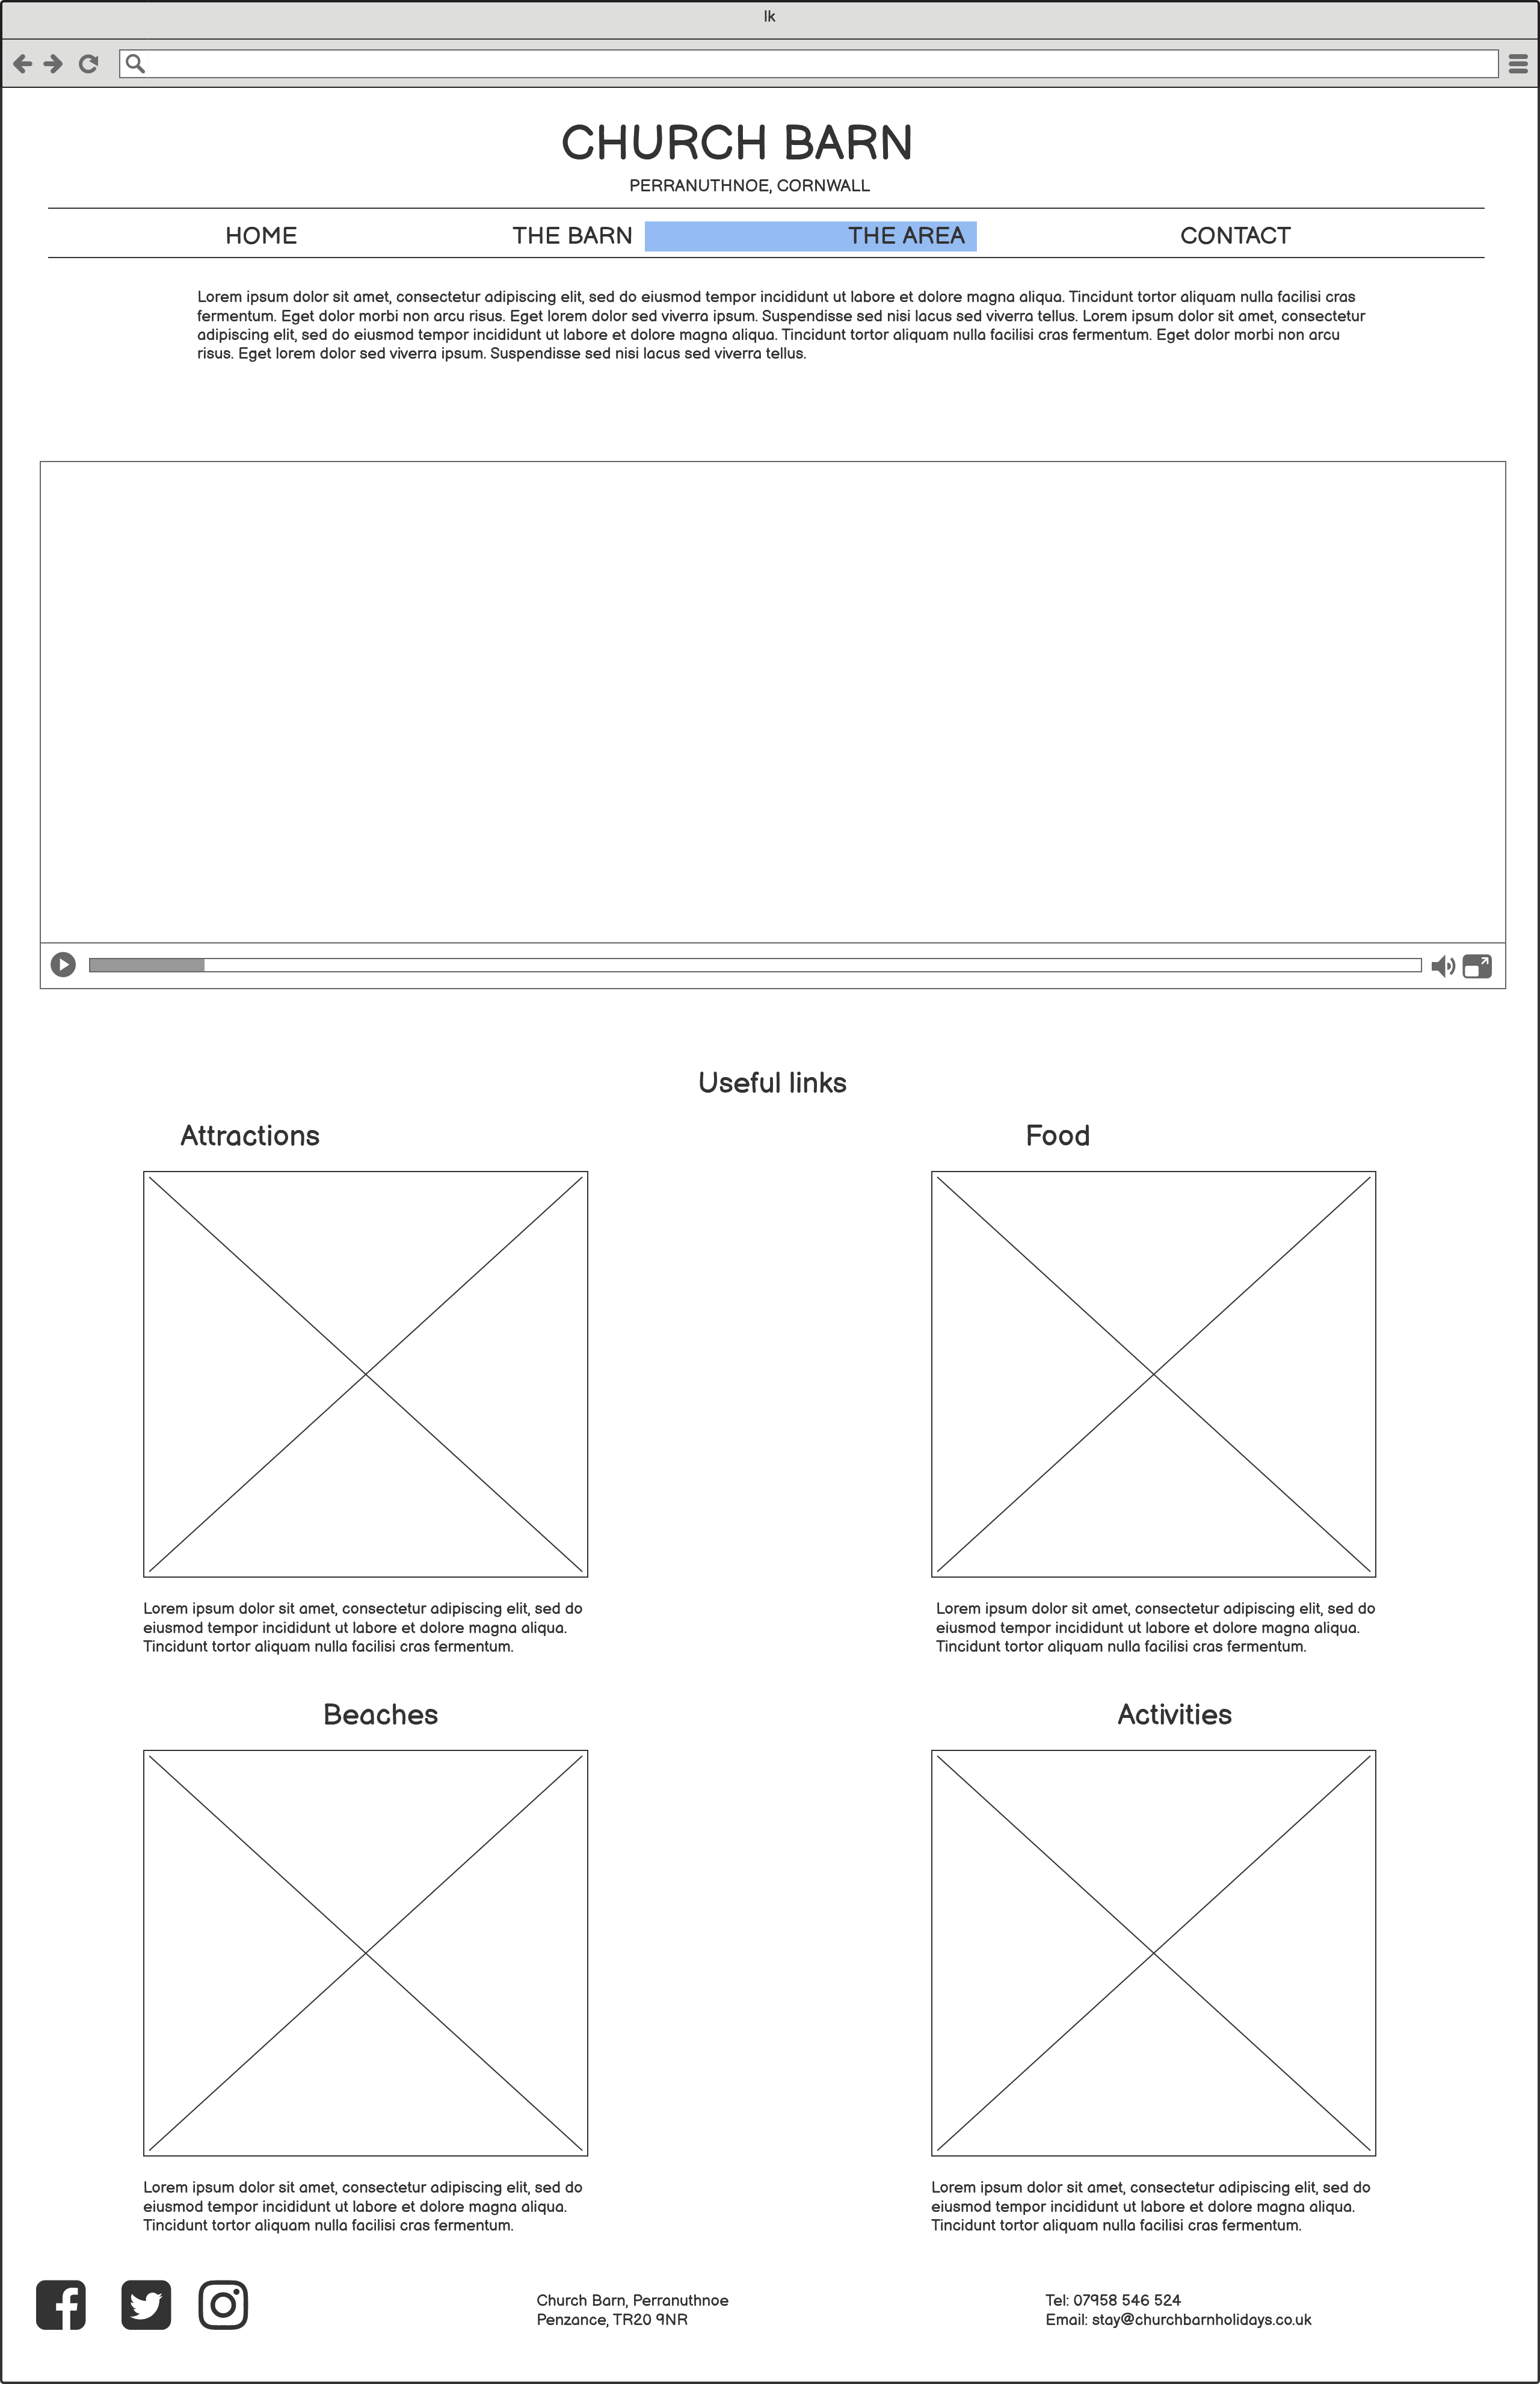 lk
CHURCH BARN
PERRANUTHNOE, CORNWALL
HOME THE BARN THE AREA CONTACT
Lorem ipsum dolor sit amet, consectetur adipiscing elit, sed do eiusmod tempor incididunt ut labore et dolore magna aliqua. Tincidunt tortor aliquam nulla facilisi cras
fermentum. Eget dolor morbi non arcu risus. Eget lorem dolor sed viverra ipsum. Suspendisse sed nisi lacus sed viverra tellus. Lorem ipsum dolor sit amet, consectetur
adipiscing elit, sed do eiusmod tempor incididunt ut labore et dolore magna aliqua. Tincidunt tortor aliquam nulla facilisi cras fermentum. Eget dolor morbi non arcu
risus. Eget lorem dolor sed viverra ipsum. Suspendisse sed nisi lacus sed viverra tellus.
Useful links
Attractions
Food
Lorem ipsum dolor sit amet, consectetur adipiscing elit, sed do
eiusmod tempor incididunt ut labore et dolore magna aliqua.
Tincidunt tortor aliquam nulla facilisi cras fermentum.
Lorem ipsum dolor sit amet, consectetur adipiscing elit, sed do
eiusmod tempor incididunt ut labore et dolore magna aliqua.
Tincidunt tortor aliquam nulla facilisi cras fermentum.
Beaches
Activities
Lorem ipsum dolor sit amet, consectetur adipiscing elit, sed do
eiusmod tempor incididunt ut labore et dolore magna aliqua.
Tincidunt tortor aliquam nulla facilisi cras fermentum.
Lorem ipsum dolor sit amet, consectetur adipiscing elit, sed do
eiusmod tempor incididunt ut labore et dolore magna aliqua.
Tincidunt tortor aliquam nulla facilisi cras fermentum.
Church Barn, Perranuthnoe
Penzance, TR20 9NR
Tel: 07958 546 524
Email: stay@churchbarnholidays.co.uk